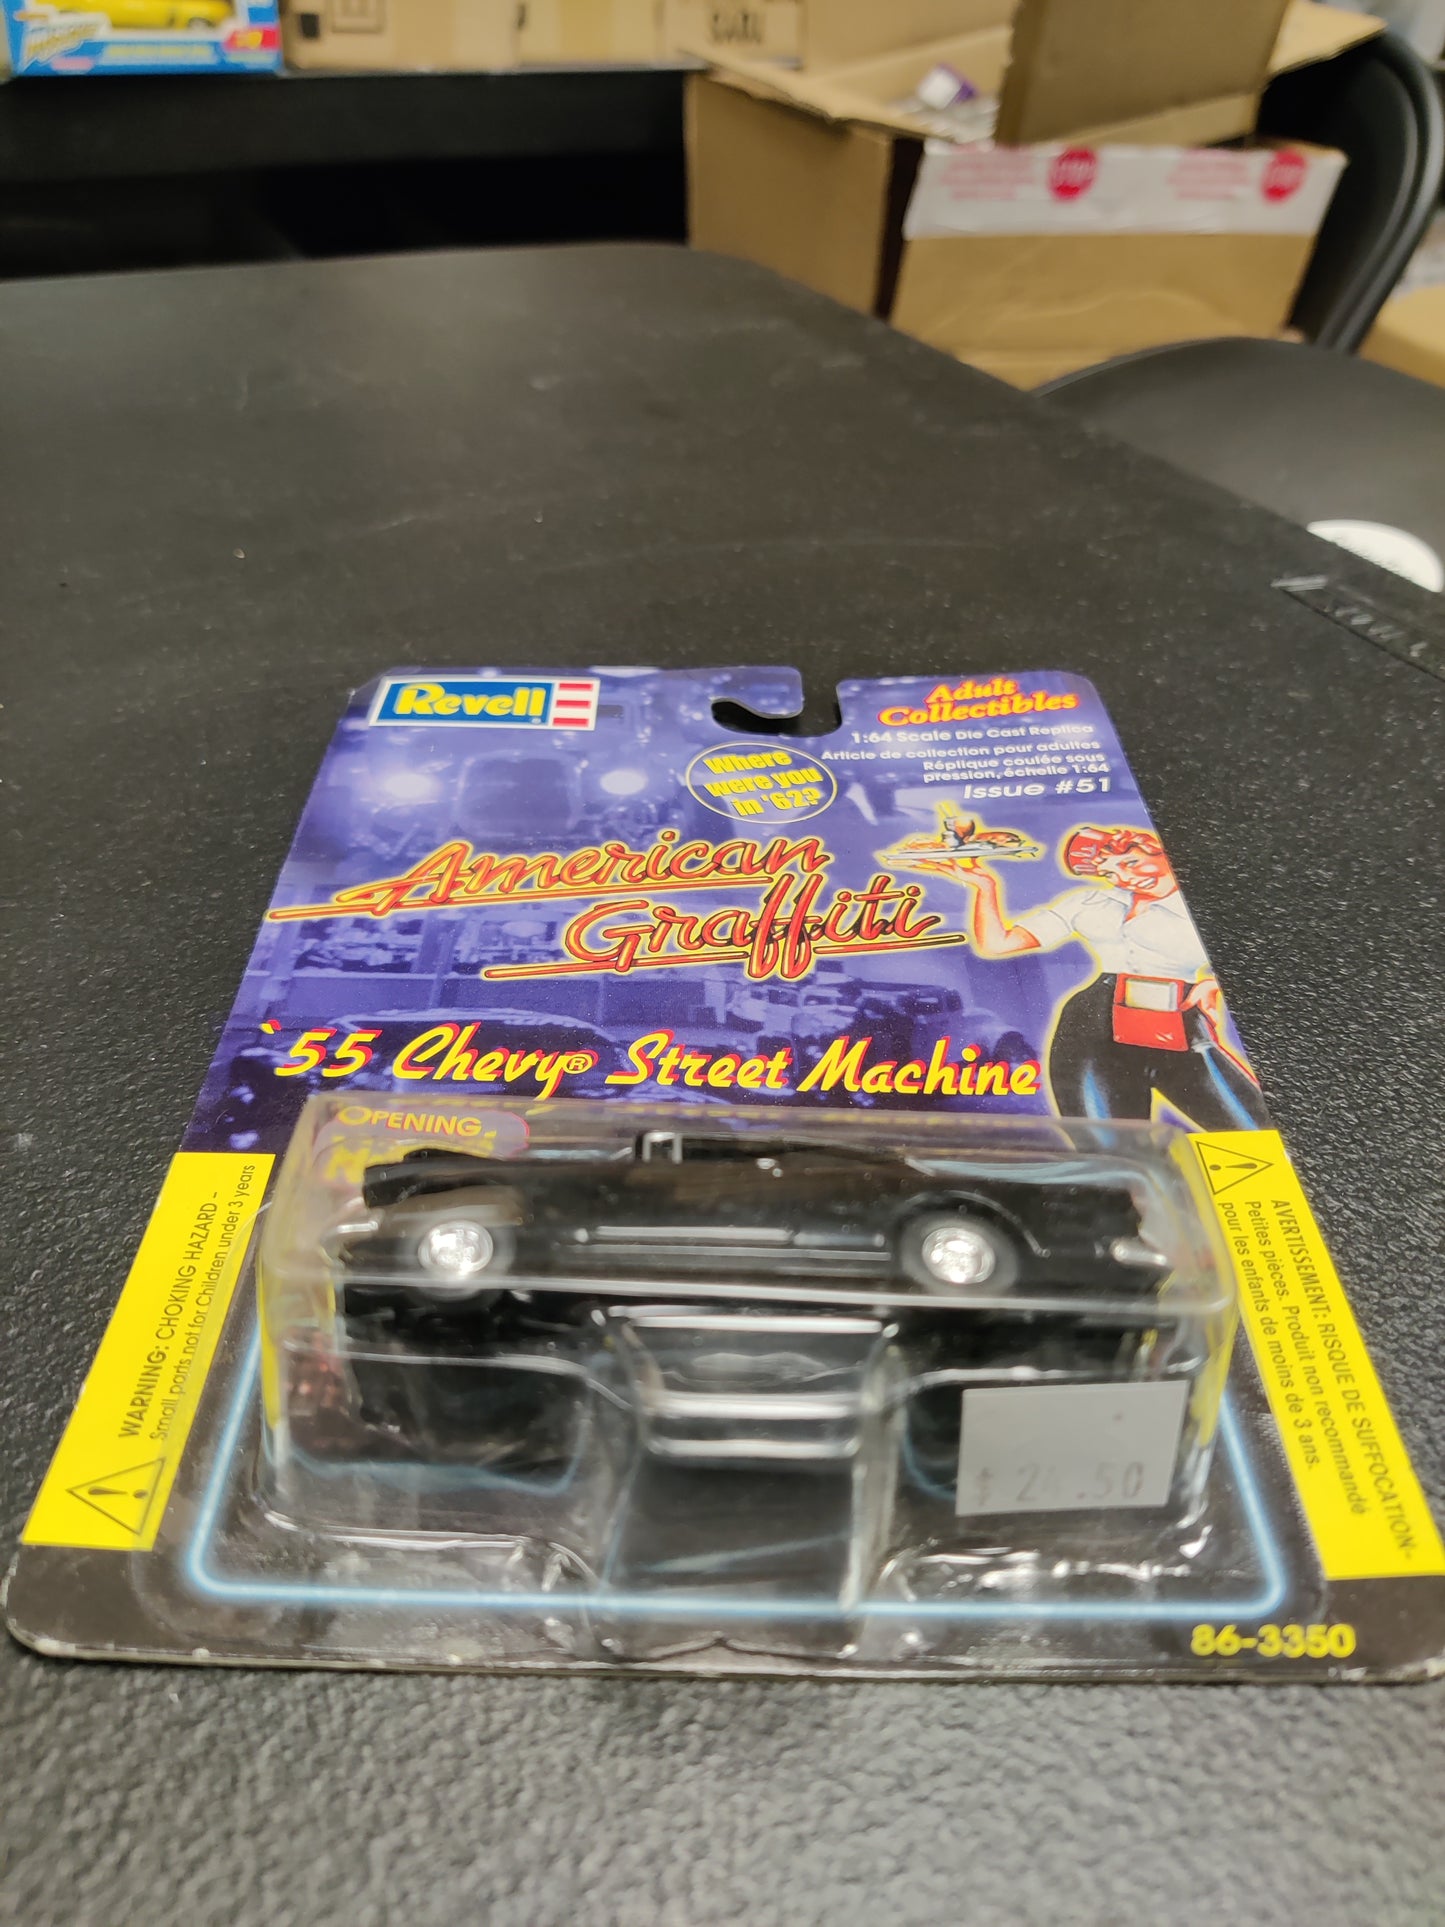 Revell
Adult
Collectibles
1:64 Scale Die Cast Replica
Article de collection pour adultes
Réplique coulée sous
pression, échelle 1:64
Issue #51
Where
were you
in '62?
American
Graffiti
'55 Chevy® Street Machine
OPENING
WARNING: CHOKING HAZARD -
Small parts not for Children under 3 years
AVERTISSEMENT: RISQUE DE SUFFOCATION-
Petites pièces. Produit non recommandé
pour les enfants de moins de 3 ans.
86-3350
STOP
STOP